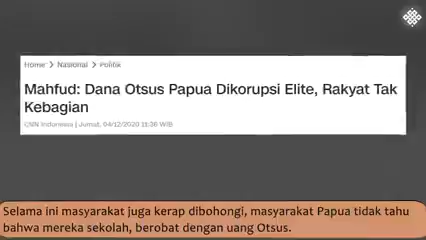 Home > Nasional > Politik
Mahfud: Dana Otsus Papua Dikorupsi Elite, Rakyat Tak
Kebagian
CNN Indonesia | Jumat, 04/12/2020 11:36 WIB
Selama ini masyarakat juga kerap dibohongi, masyarakat Papua tidak tahu
bahwa mereka sekolah, berobat dengan uang Otsus.